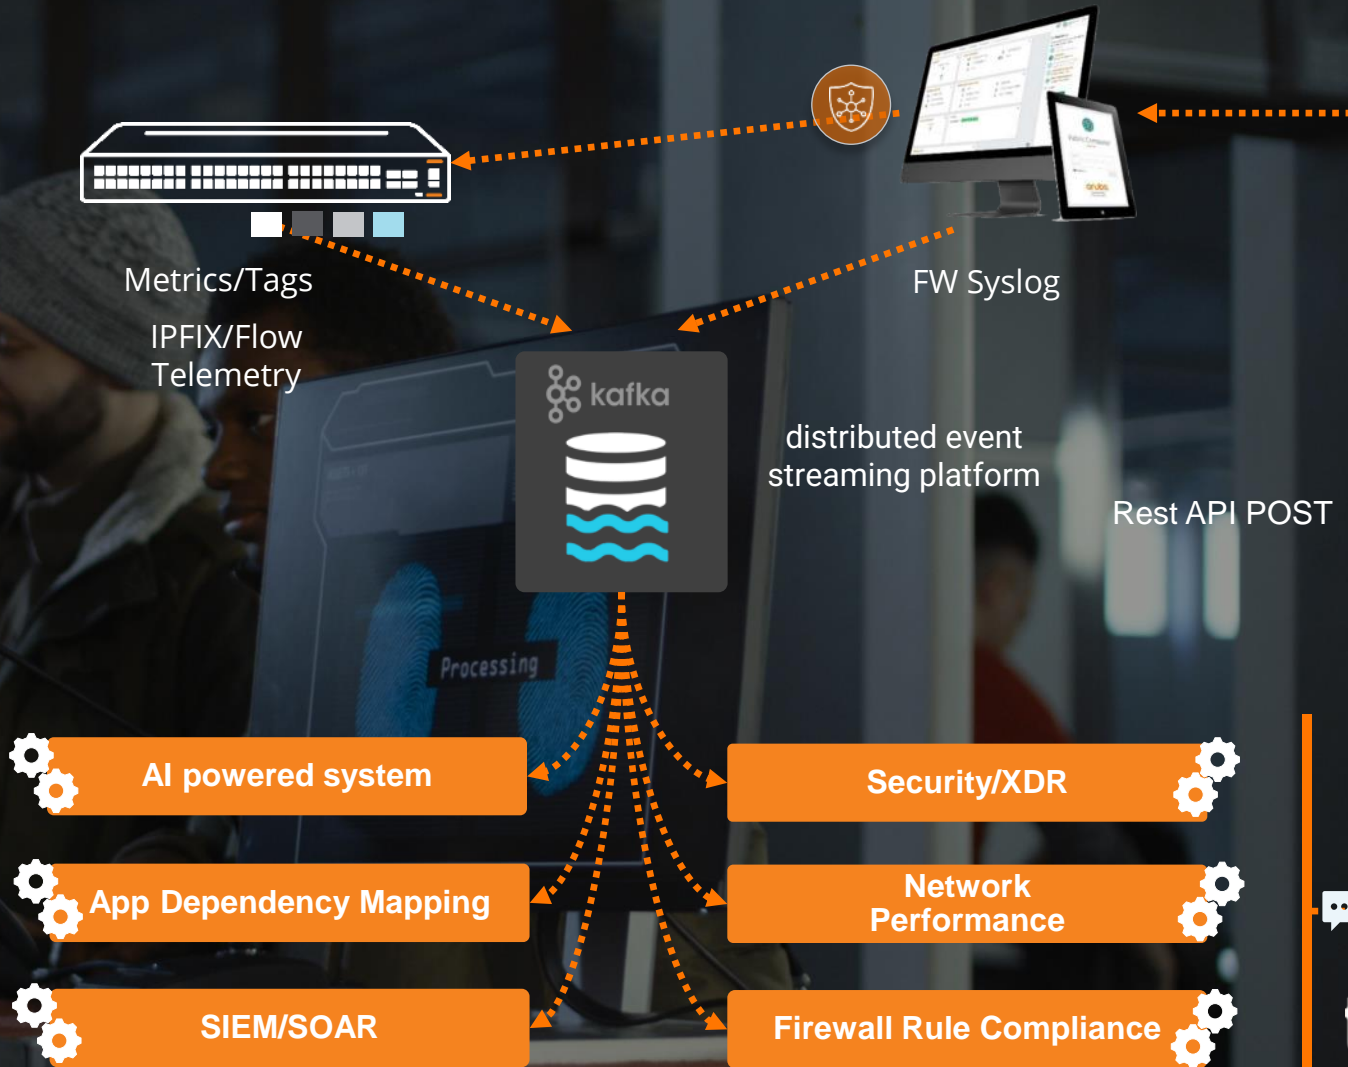 Metrics/Tags
IPFIX/Flow
Telemetry
FW Syslog
kafka
distributed event
streaming platform
Rest API POST
Processing
AI powered system
Security/XDR
App Dependency Mapping
Network
Performance
SIEM/SOAR
Firewall Rule Compliance
aruba